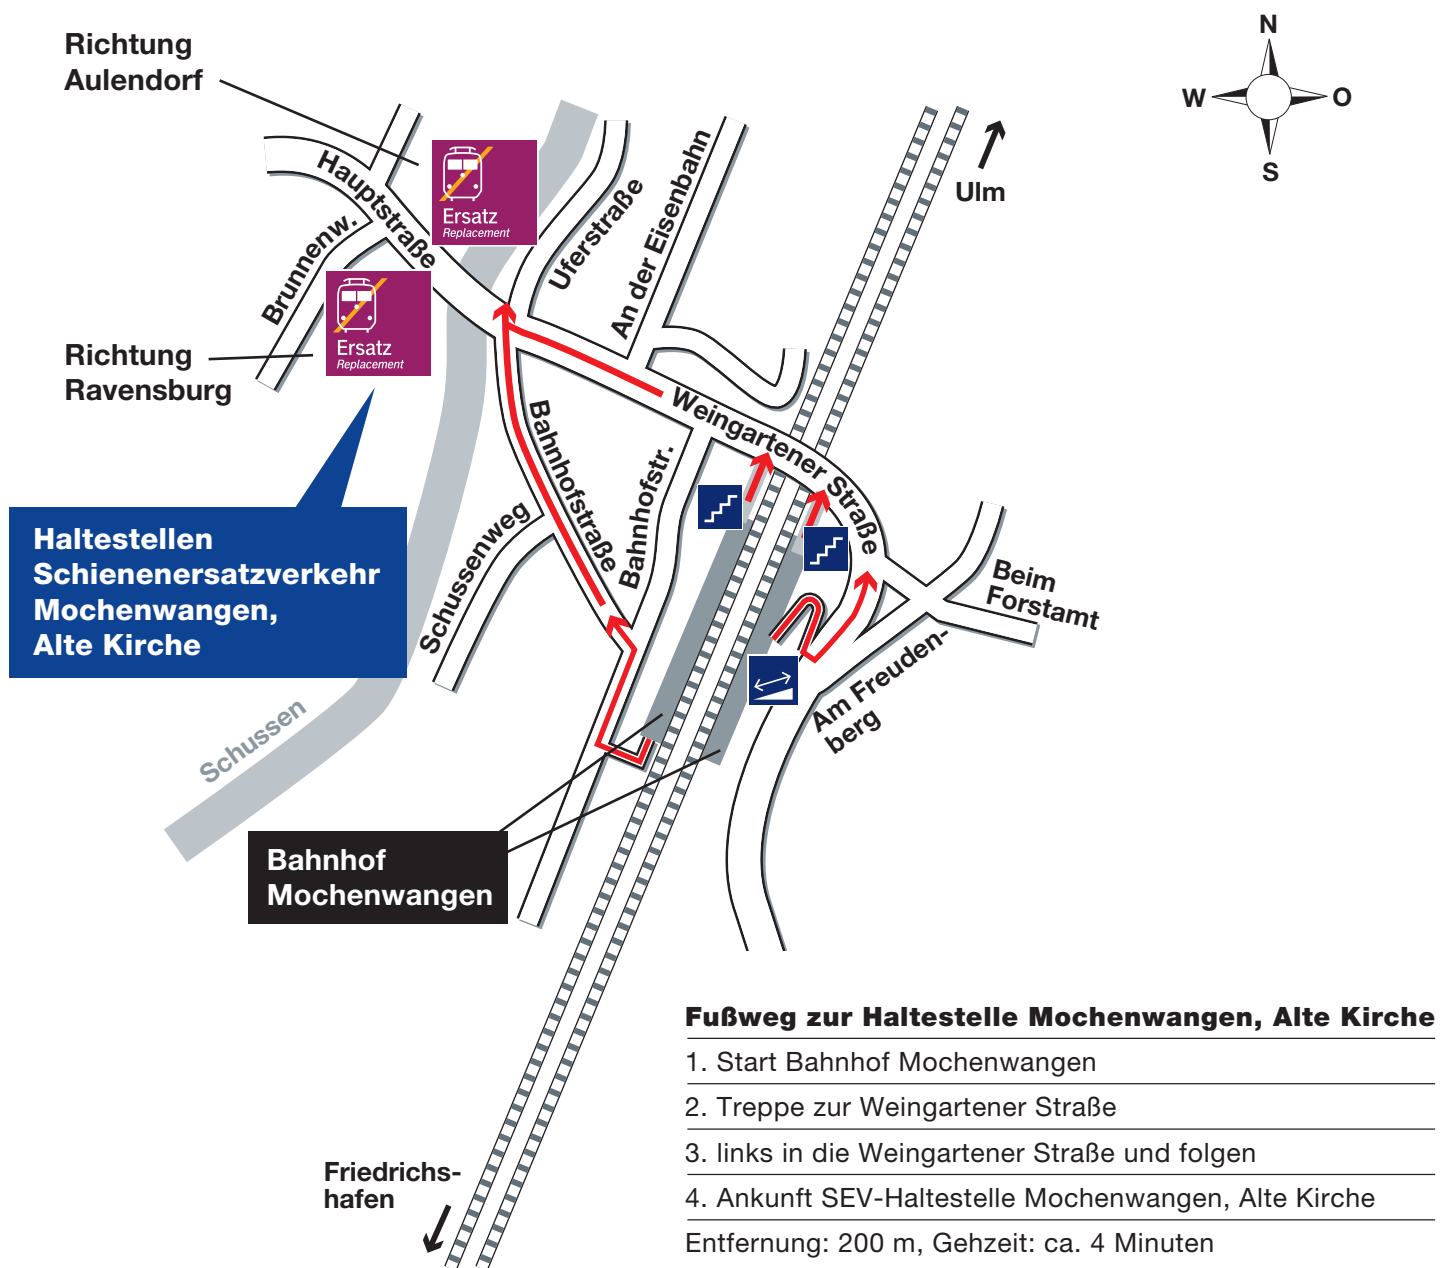 Richtung
Aulendorf
N
W
O
S
Ulm
Hauptstraße
Ersatz
Replacement
Brunnenw.
Uferstraße
An der Eisenbahn
Richtung
Ravensburg
Ersatz
Replacement
Weingartener Straße
Bahnhofstraße
Bahnhofstr.
Schussenweg
Haltestellen
Schienenersatzverkehr
Mochenwangen,
Alte Kirche
Beim
Forstamt
Am Freuden-
berg
Schussen
Bahnhof
Mochenwangen
Friedrichs-
hafen
Fußweg zur Haltestelle Mochenwangen, Alte Kirche
1. Start Bahnhof Mochenwangen
2. Treppe zur Weingartener Straße
3. links in die Weingartener Straße und folgen
4. Ankunft SEV-Haltestelle Mochenwangen, Alte Kirche
Entfernung: 200 m, Gehzeit: ca. 4 Minuten